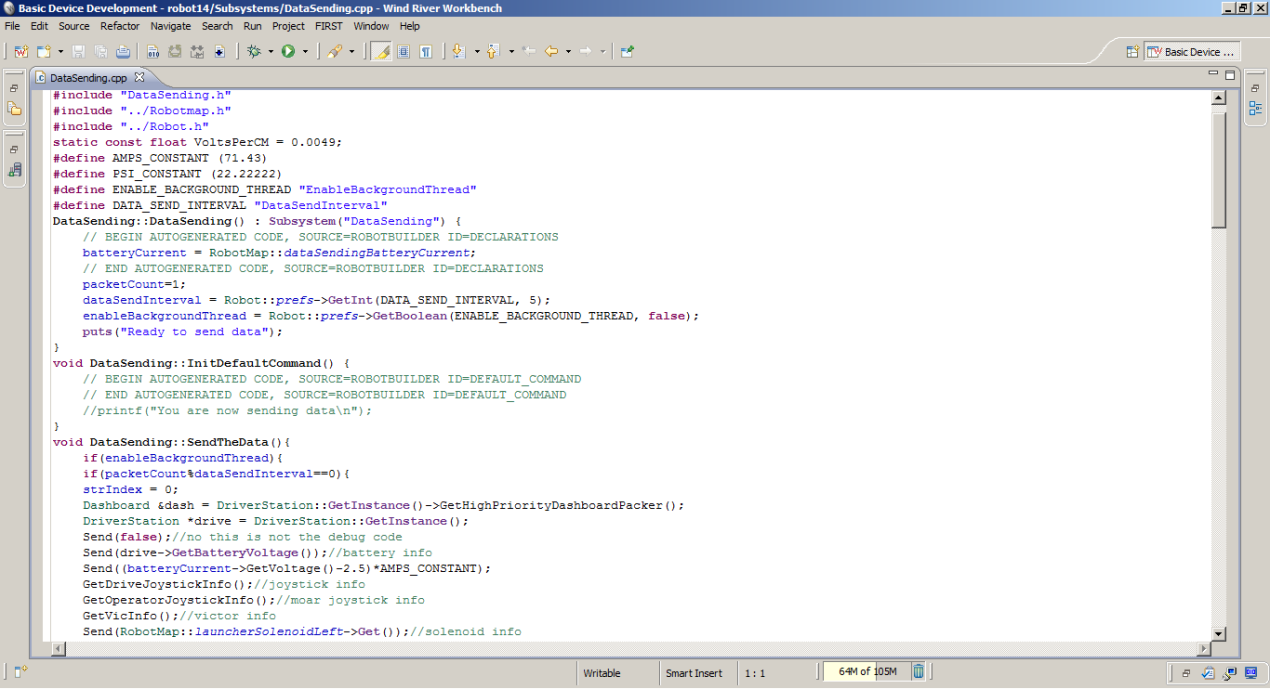 Basic Device Development - robot14/Subsystems/DataSending.cpp - Wind River Workbench
File Edit Source Refactor Navigate Search Run Project FIRST Window Help
Basic Device ...
DataSending.cpp
#include "DataSending.h"
#include "../Robotmap.h"
#include "../Robot.h"
static const float VoltsPerCM = 0.0049;
#define AMPS_CONSTANT (71.43)
#define PSI_CONSTANT (22.22222)
#define ENABLE_BACKGROUND_THREAD "EnableBackgroundThread"
#define DATA_SEND_INTERVAL "DataSendInterval"
DataSending::DataSending() : Subsystem("DataSending") {
    // BEGIN AUTOGENERATED CODE, SOURCE=ROBOTBUILDER ID=DECLARATIONS
    batteryCurrent = RobotMap::dataSendingBatteryCurrent;
    // END AUTOGENERATED CODE, SOURCE=ROBOTBUILDER ID=DECLARATIONS
    packetCount=1;
    dataSendInterval = Robot::prefs->GetInt(DATA_SEND_INTERVAL, 5);
    enableBackgroundThread = Robot::prefs->GetBoolean(ENABLE_BACKGROUND_THREAD, false);
    puts("Ready to send data");
}
void DataSending::InitDefaultCommand() {
    // BEGIN AUTOGENERATED CODE, SOURCE=ROBOTBUILDER ID=DEFAULT_COMMAND
    // END AUTOGENERATED CODE, SOURCE=ROBOTBUILDER ID=DEFAULT_COMMAND
    //printf("You are now sending data\n");
}
void DataSending::SendTheData(){
    if(enableBackgroundThread){
    if(packetCount%dataSendInterval==0){
    strIndex = 0;
    Dashboard &dash = DriverStation::GetInstance()->GetHighPriorityDashboardPacker();
    DriverStation *drive = DriverStation::GetInstance();
    Send(false);//no this is not the debug code
    Send(drive->GetBatteryVoltage());//battery info
    Send((batteryCurrent->GetVoltage()-2.5)*AMPS_CONSTANT);
    GetDriveJoystickInfo();//joystick info
    GetOperatorJoystickInfo();//moar joystick info
    GetVicInfo();//victor info
    Send(RobotMap::launcherSolenoidLeft->Get());//solenoid info
Writable Smart Insert 1 : 1 64M of 105M